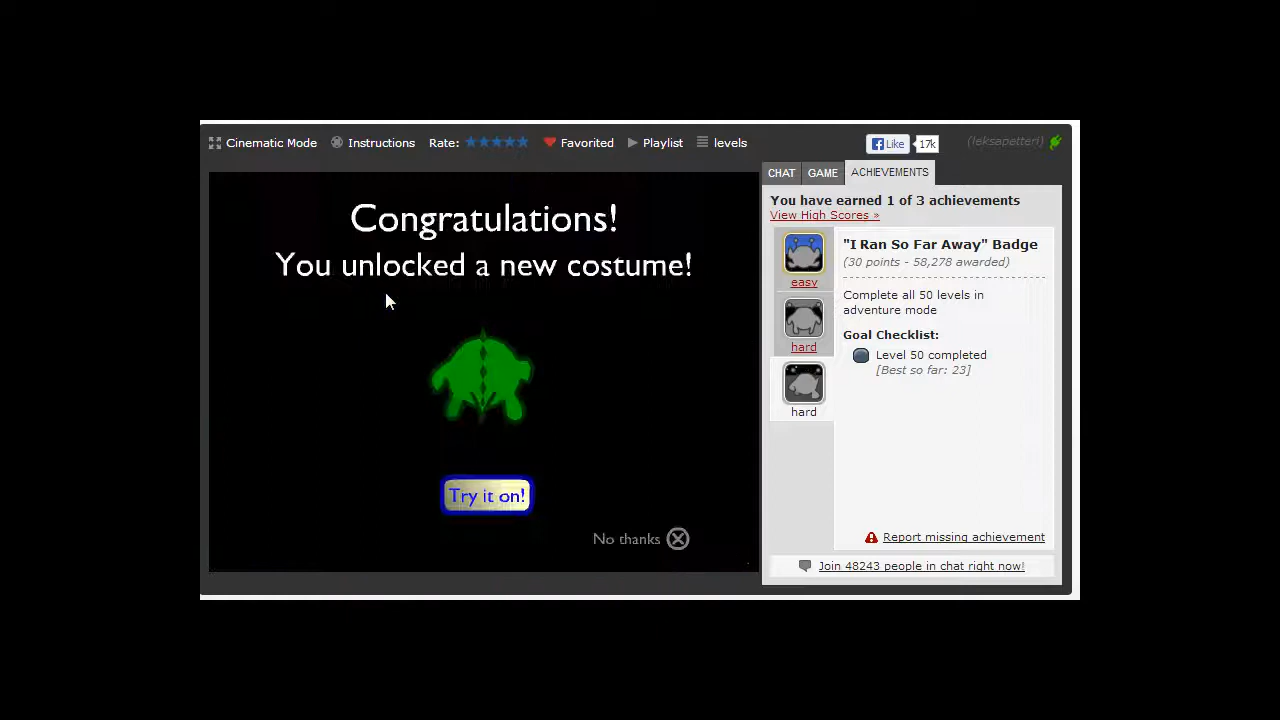 Cinematic Mode Instructions Rate: Favorited Playlist levels Like 17k (leksapetteri)
CHAT GAME ACHIEVEMENTS
Congratulations!
You unlocked a new costume!
Try it on!
No thanks
You have earned 1 of 3 achievements
View High Scores »
easy
hard
hard
"I Ran So Far Away" Badge
(30 points - 58,278 awarded)
Complete all 50 levels in
adventure mode
Goal Checklist:
Level 50 completed
[Best so far: 23]
Report missing achievement
Join 48243 people in chat right now!